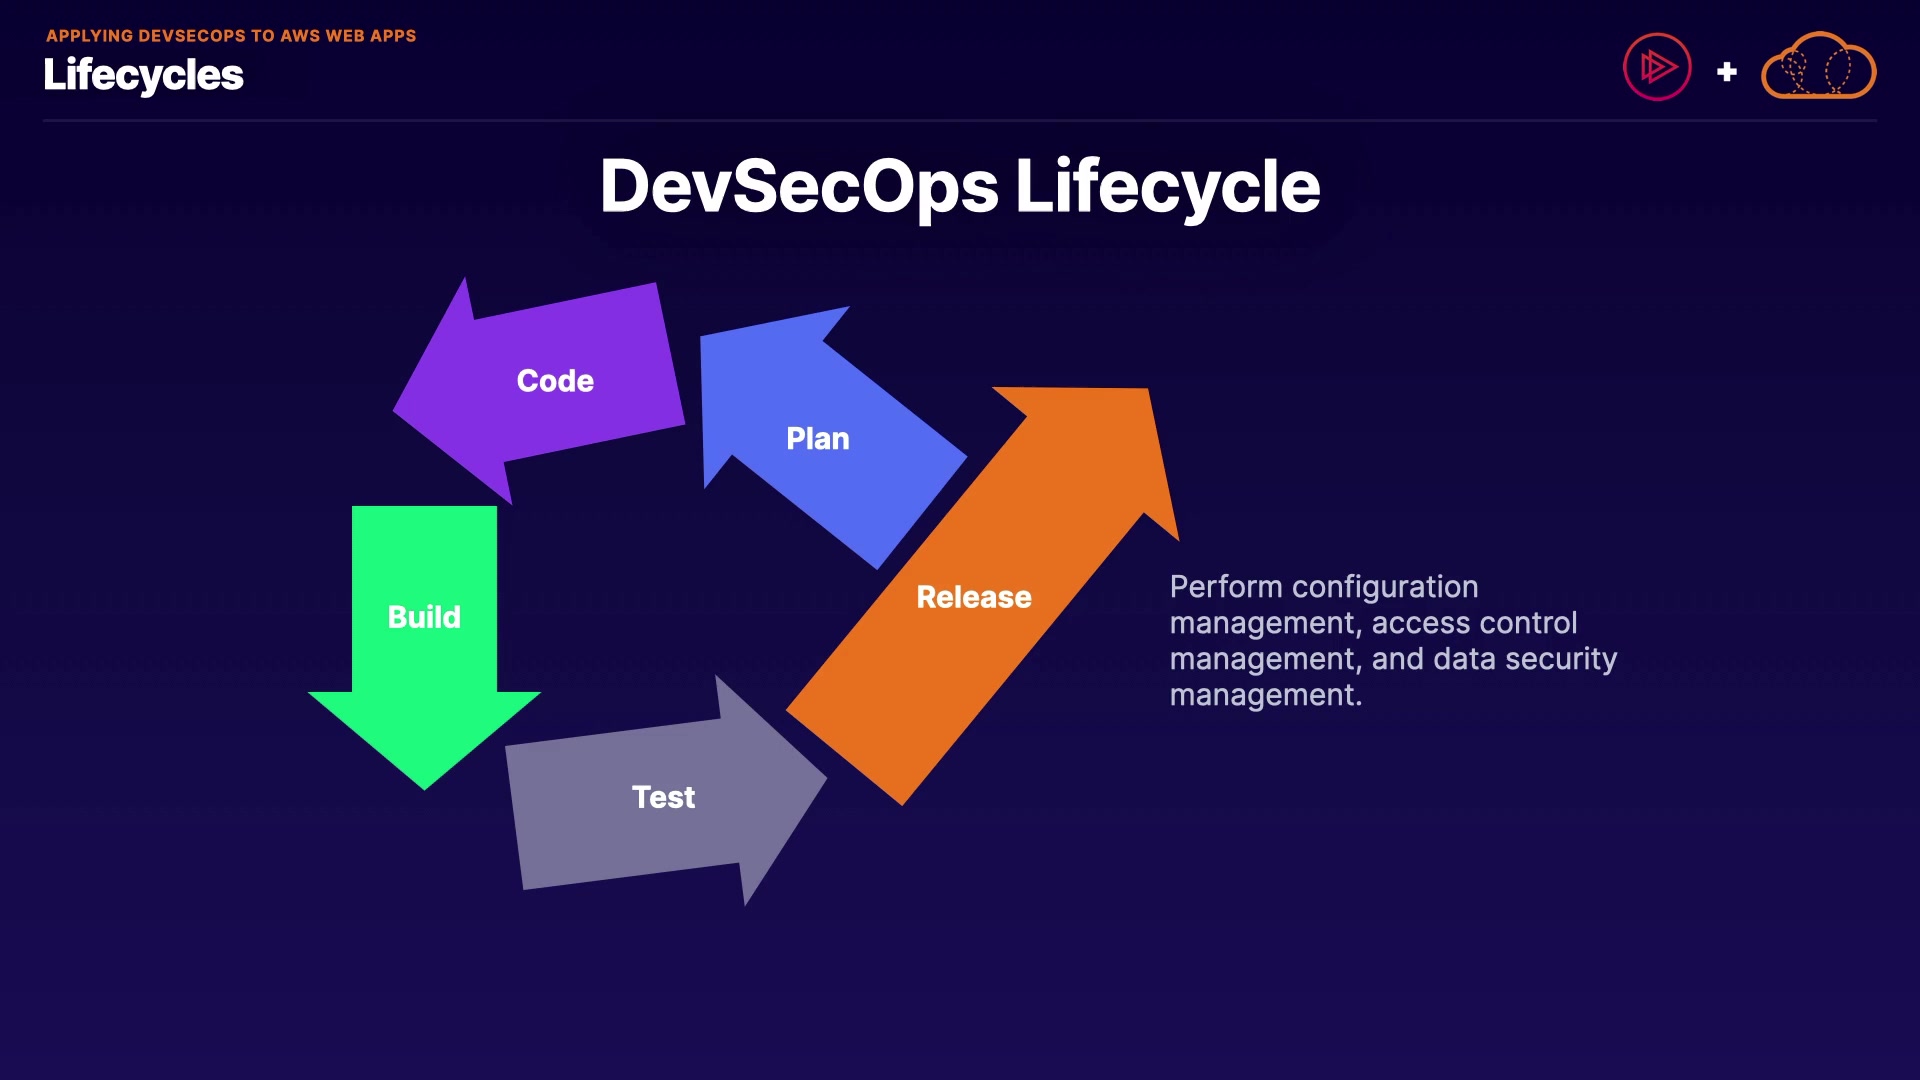 APPLYING DEVSECOPS TO AWS WEB APPS
Lifecycles
DevSecOps Lifecycle
Code
Plan
Release
Build
Test
Perform configuration
management, access control
management, and data security
management.